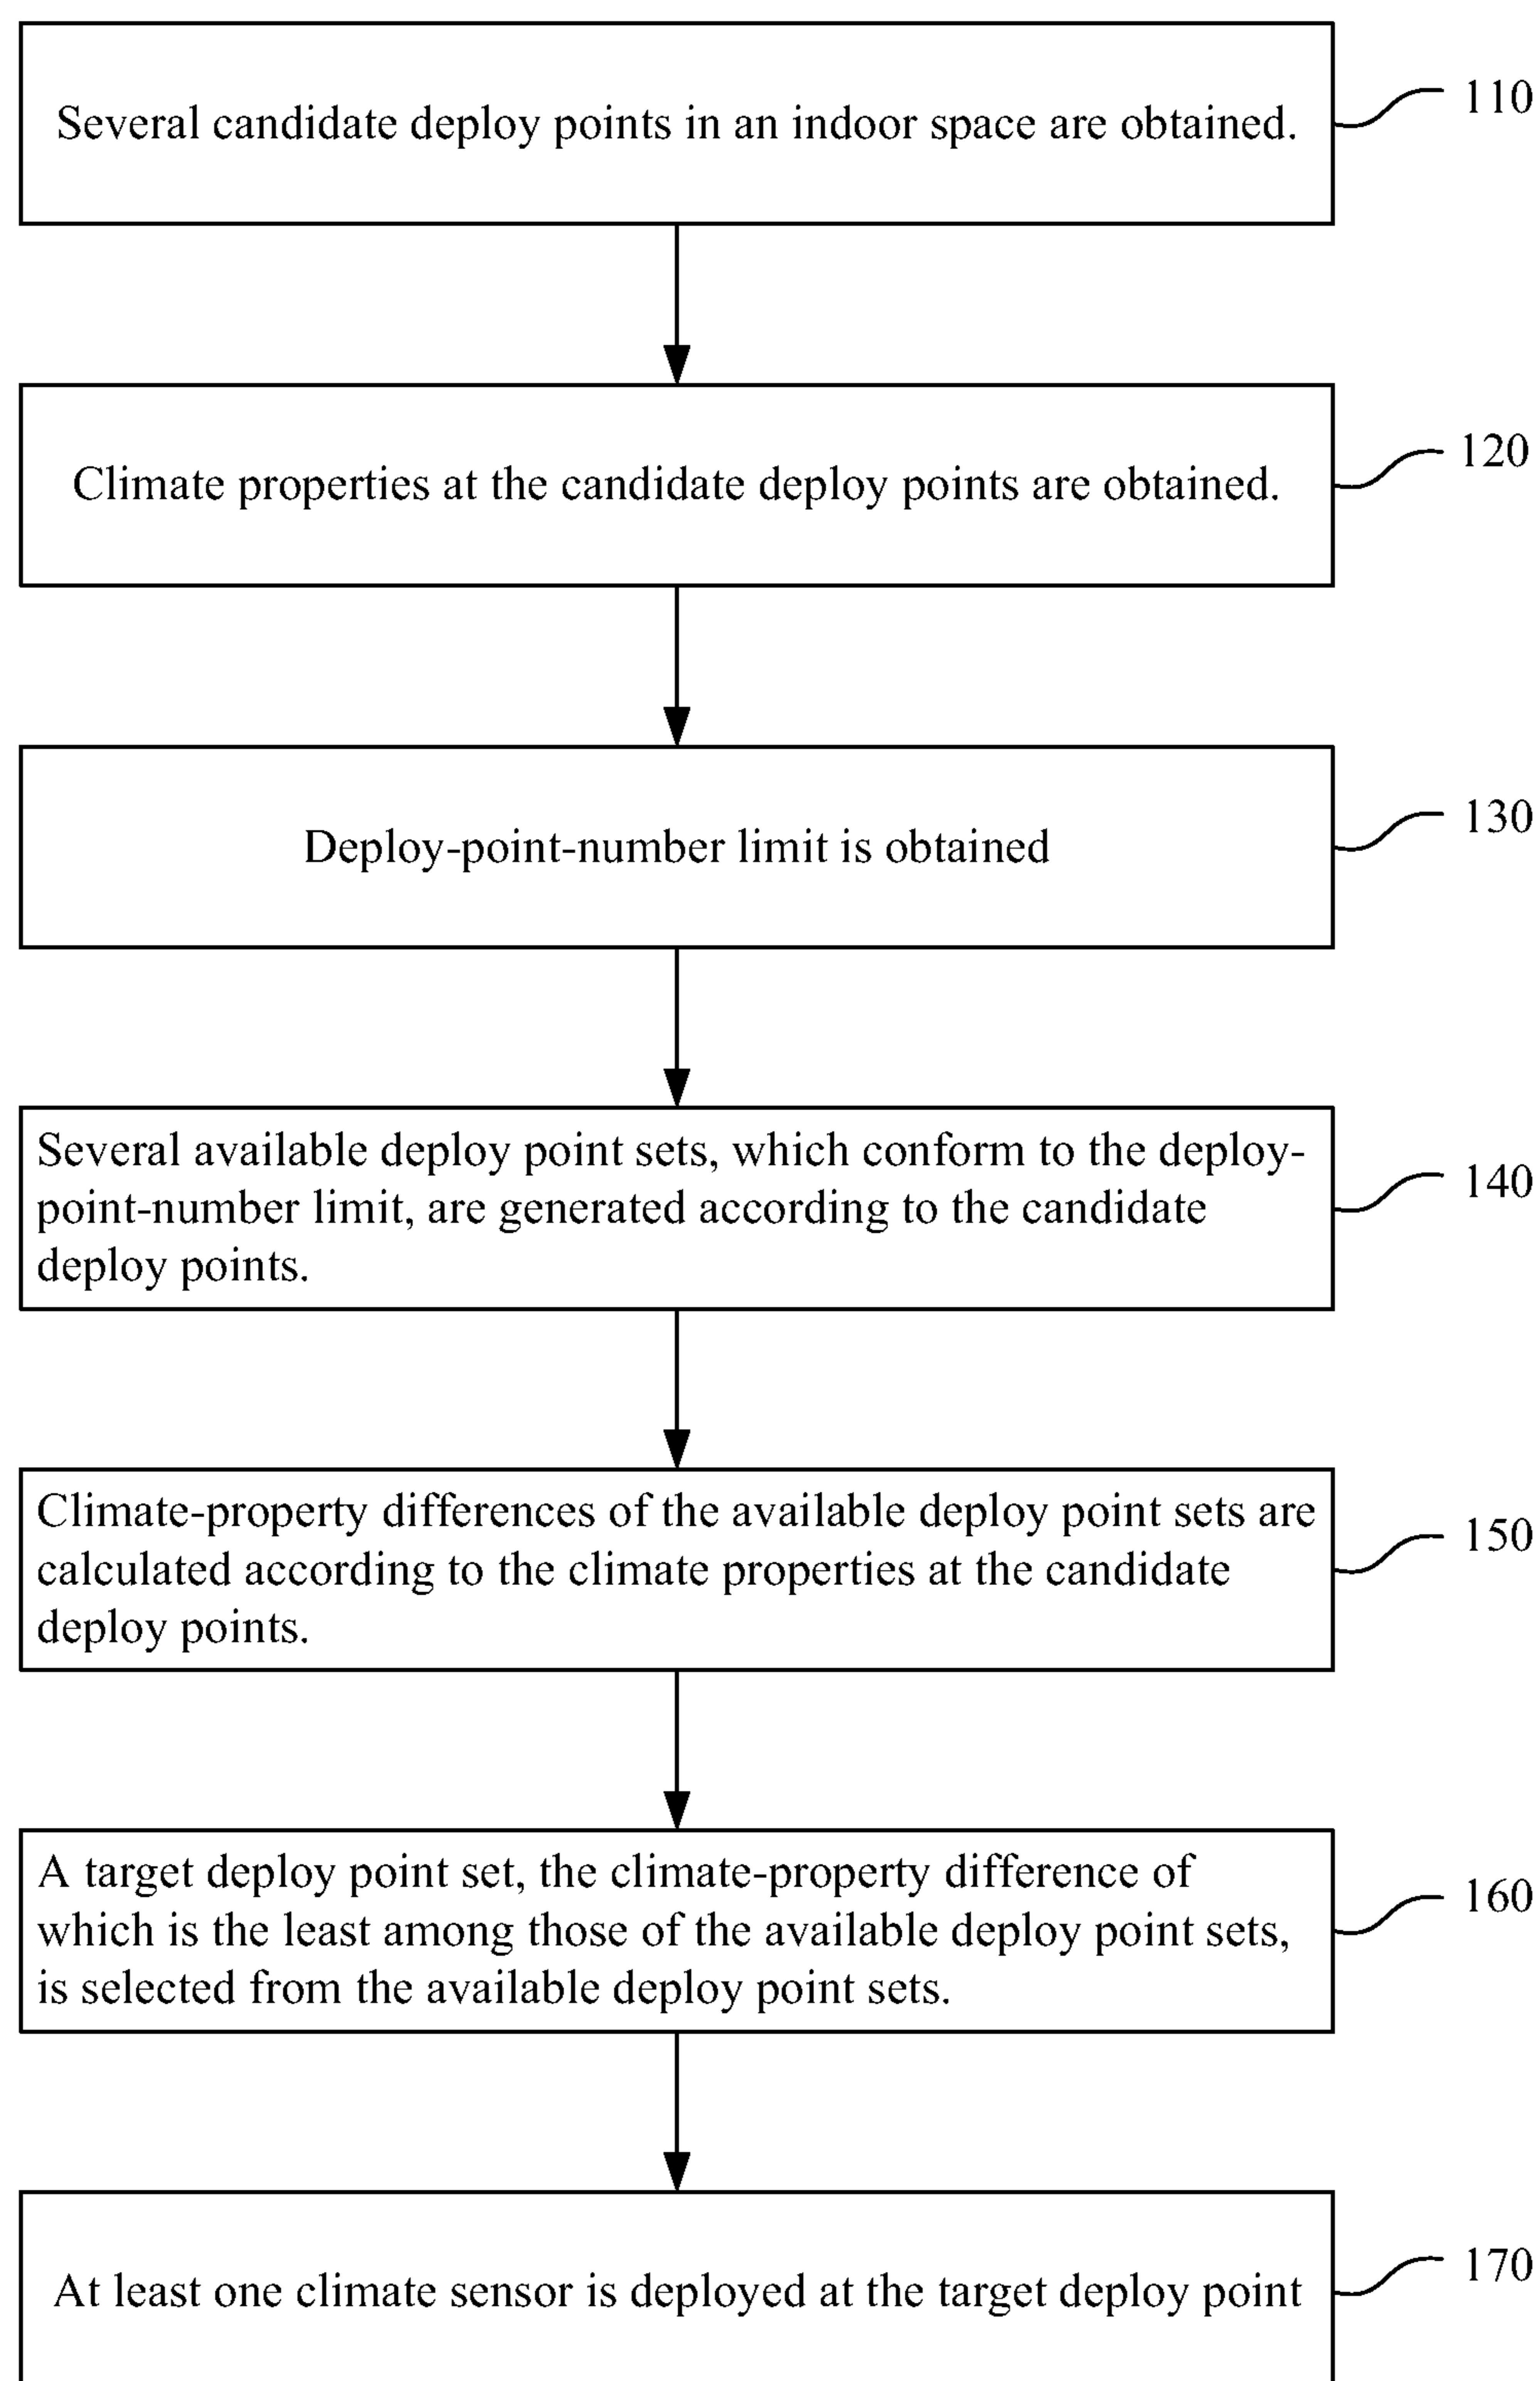 Several candidate deploy points in an indoor space are obtained.
110
Climate properties at the candidate deploy points are obtained.
120
Deploy-point-number limit is obtained
130
Several available deploy point sets, which conform to the deploy-
point-number limit, are generated according to the candidate
deploy points.
140
Climate-property differences of the available deploy point sets are
calculated according to the climate properties at the candidate
deploy points.
150
A target deploy point set, the climate-property difference of
which is the least among those of the available deploy point sets,
is selected from the available deploy point sets.
160
At least one climate sensor is deployed at the target deploy point
170